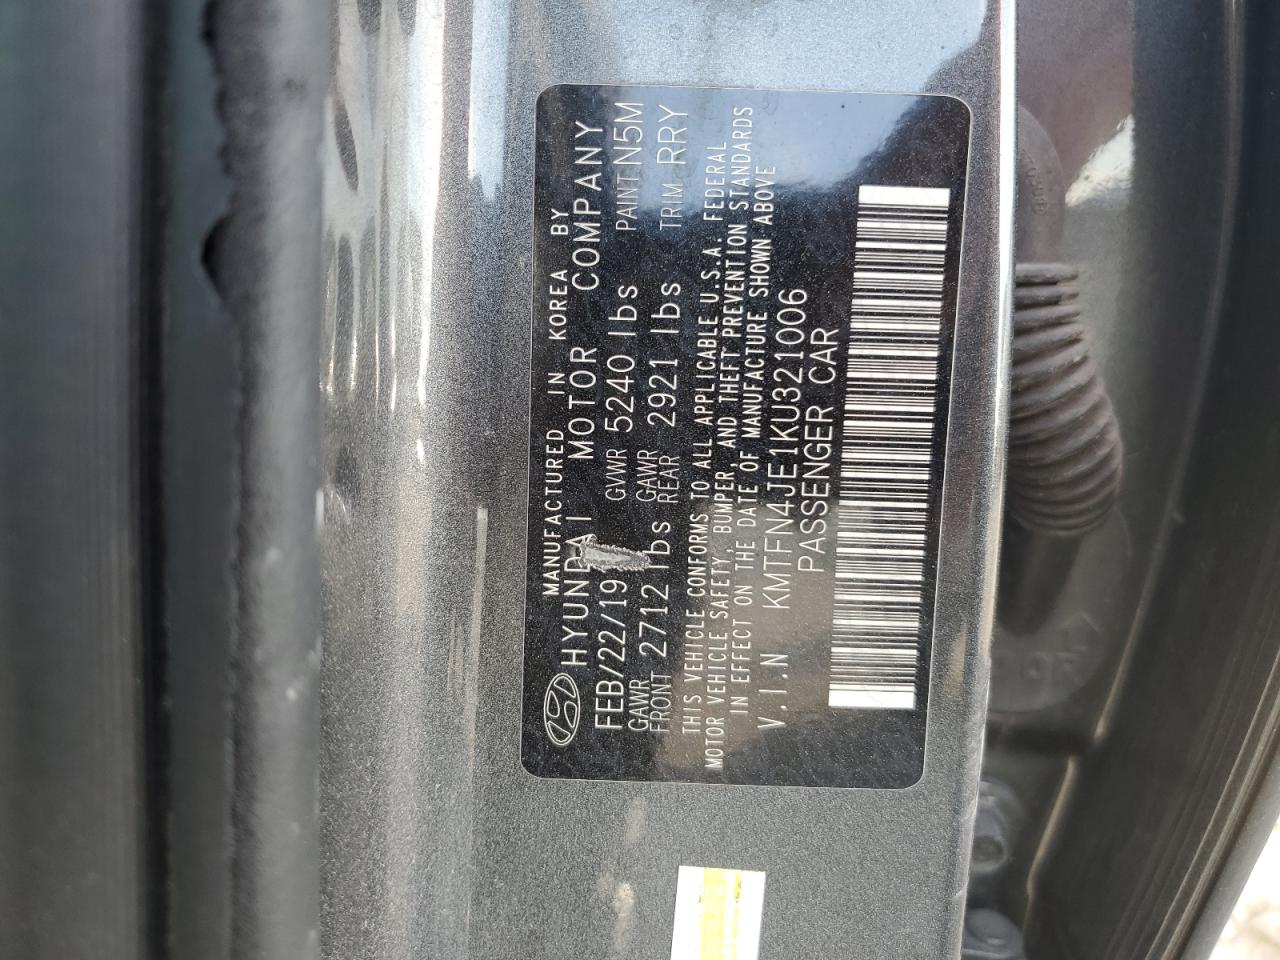 MANUFACTURED IN KOREA BY
HYUNDAI MOTOR COMPANY
FEB/22/19 GVWR 5240 lbs PAINT N5M
GAWR FRONT 2712 lbs GAWR REAR 2921 lbs TRIM RRY
THIS VEHICLE CONFORMS TO ALL APPLICABLE U.S.A. FEDERAL
MOTOR VEHICLE SAFETY, BUMPER, AND THEFT PREVENTION STANDARDS
IN EFFECT ON THE DATE OF MANUFACTURE SHOWN ABOVE
V.I.N KMTFN4JE1KU321006
PASSENGER CAR